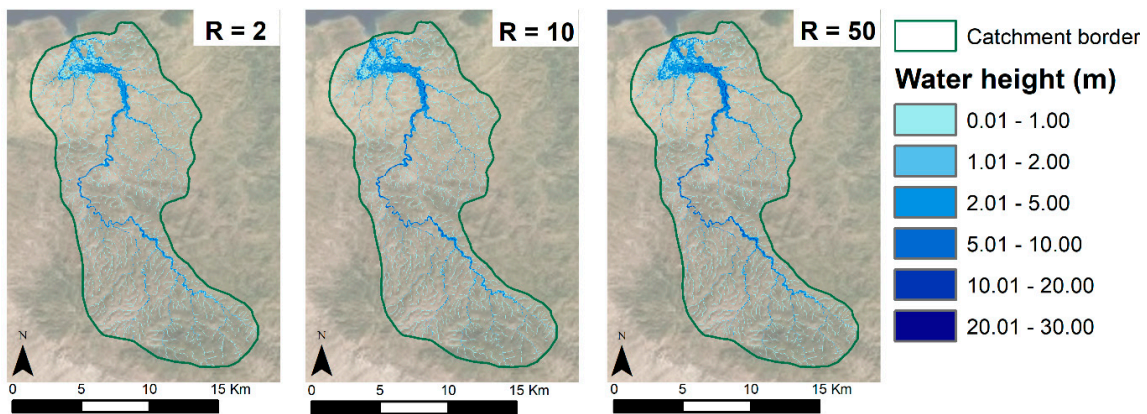 R = 2
R = 10
R = 50
Catchment border
Water height (m)
0.01 - 1.00
1.01 - 2.00
2.01 - 5.00
5.01 - 10.00
10.01 - 20.00
20.01 - 30.00
N
N
N
0 5 10 15 Km
0 5 10 15 Km
0 5 10 15 Km